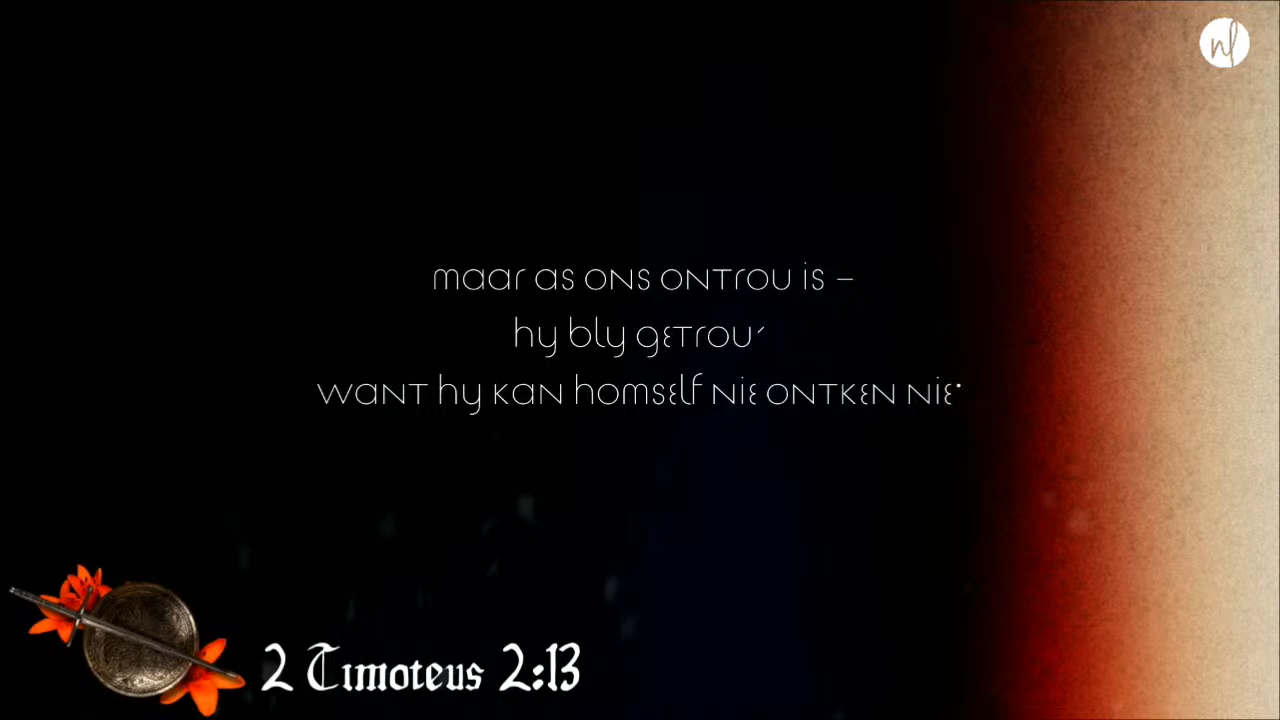 maar as ons ontrou is –
hy bly getrou,
want hy kan homself nie ontken nie.
2 Timoteus 2:13